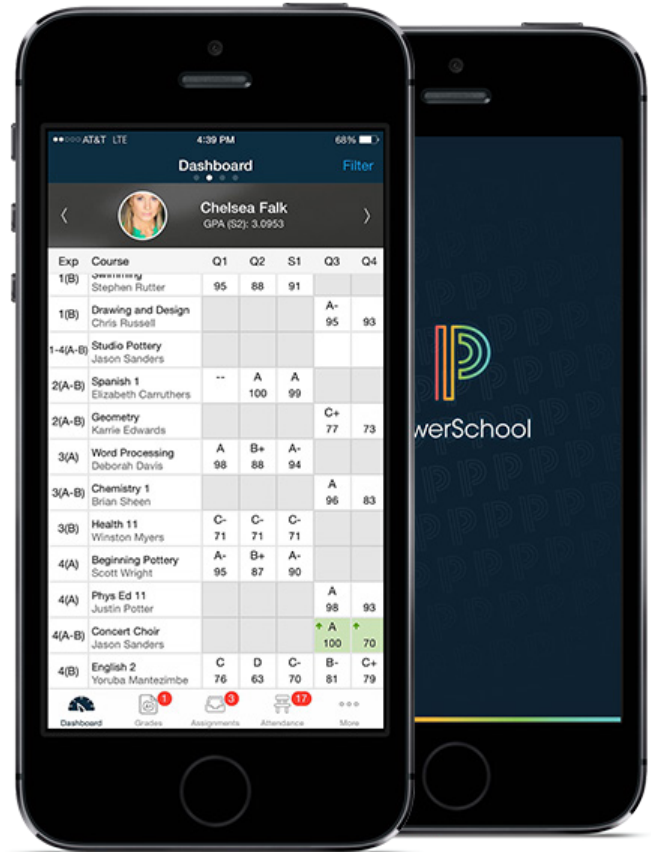 AT&T LTE 4:39 PM 68%
Dashboard Filter
Chelsea Falk
GPA (S2): 3.0953
Exp Course Q1 Q2 S1 Q3 Q4
1(B) Swimming
Stephen Rutter 95 88 91
A-
1(B) Drawing and Design
Chris Russell 95 93
1-4(A-B) Studio Pottery
Jason Sanders
2(A-B) Spanish 1 -- A A
Elizabeth Carruthers 100 99
2(A-B) Geometry C+
Karrie Edwards 77 73
3(A) Word Processing A B+ A-
Deborah Davis 98 88 94
3(A-B) Chemistry 1 A
Brian Sheen 96 83
3(B) Health 11 C- C- C-
Winston Myers 71 71 71
4(A) Beginning Pottery A- B+ A-
Scott Wright 95 87 90
4(A) Phys Ed 11 A
Justin Potter 98 93
4(A-B) Concert Choir A
Jason Sanders 100 70
4(B) English 2 C D C- B- C+
Yoruba Mantezimbe 76 63 70 81 79
1 3 17
A+
Dashboard Grades Assignments Attendance More
P
werSchool